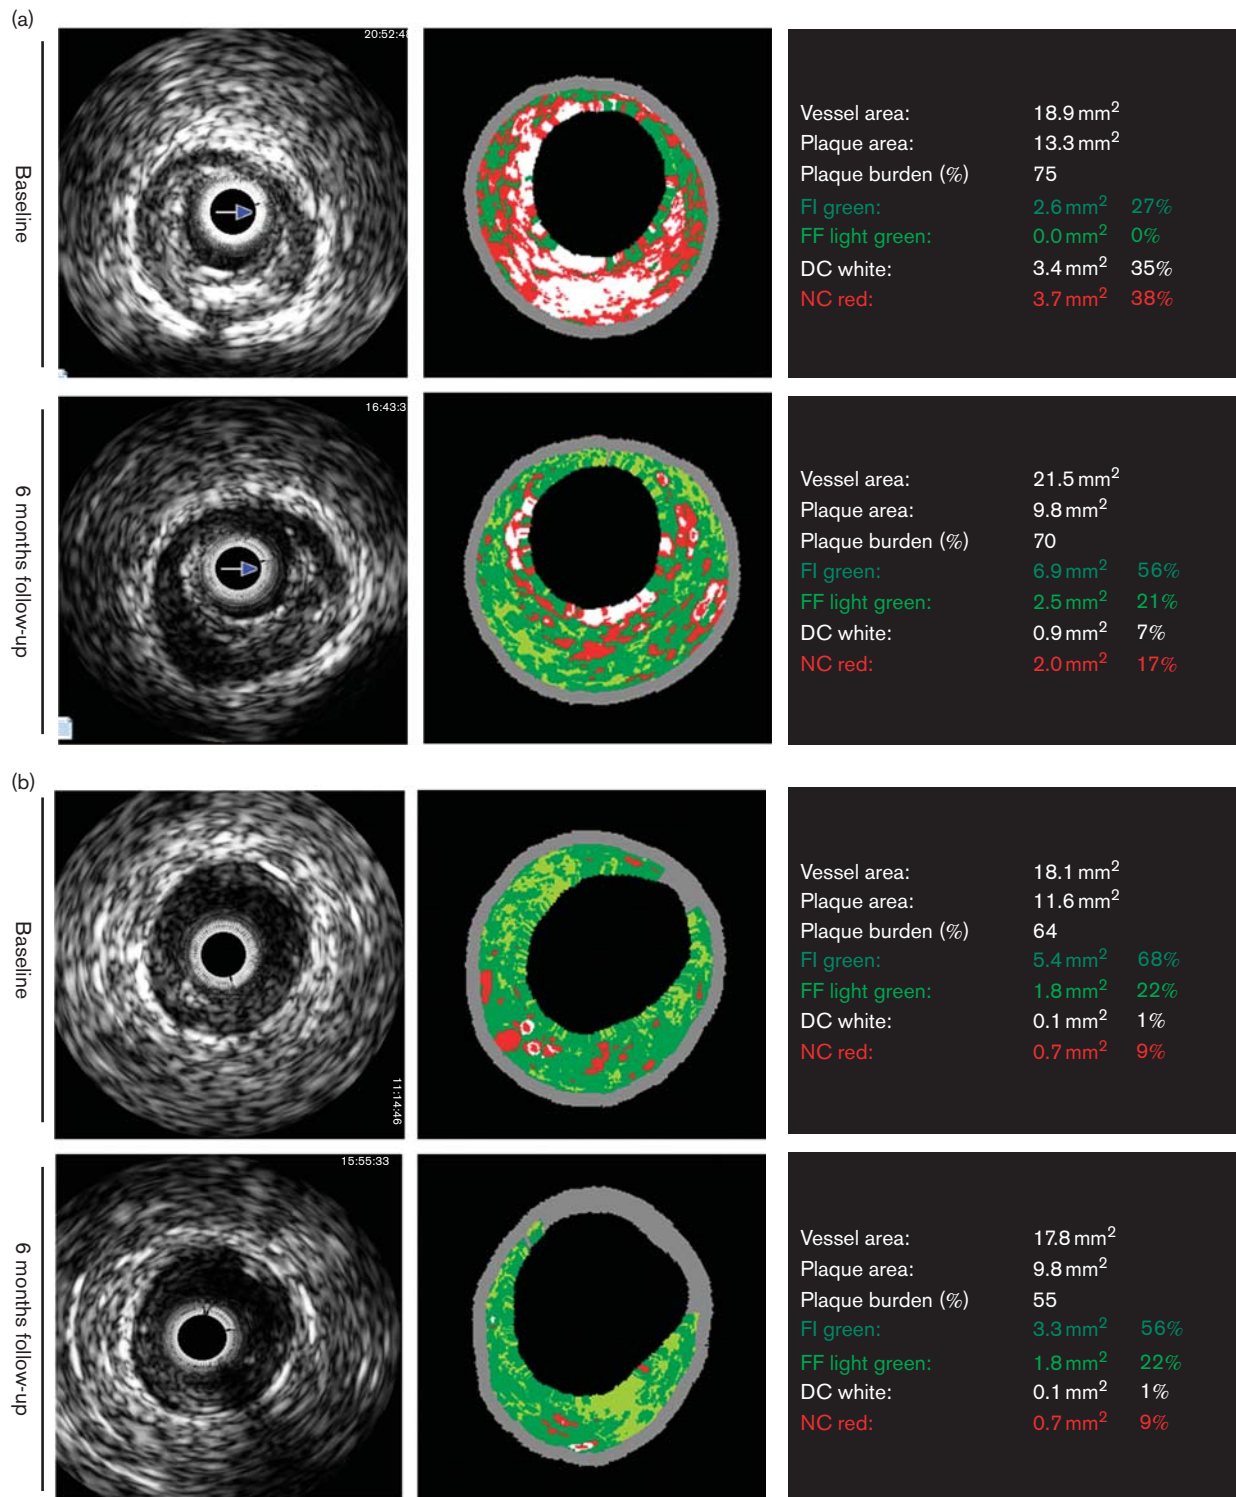 (a)
Baseline
20:52:48
Vessel area: 18.9 mm²
Plaque area: 13.3 mm²
Plaque burden (%) 75
FI green: 2.6 mm² 27%
FF light green: 0.0 mm² 0%
DC white: 3.4 mm² 35%
NC red: 3.7 mm² 38%
6 months follow-up
16:43:3
Vessel area: 21.5 mm²
Plaque area: 9.8 mm²
Plaque burden (%) 70
FI green: 6.9 mm² 56%
FF light green: 2.5 mm² 21%
DC white: 0.9 mm² 7%
NC red: 2.0 mm² 17%
(b)
Baseline
11:14:46
Vessel area: 18.1 mm²
Plaque area: 11.6 mm²
Plaque burden (%) 64
FI green: 5.4 mm² 68%
FF light green: 1.8 mm² 22%
DC white: 0.1 mm² 1%
NC red: 0.7 mm² 9%
6 months follow-up
15:55:33
Vessel area: 17.8 mm²
Plaque area: 9.8 mm²
Plaque burden (%) 55
FI green: 3.3 mm² 56%
FF light green: 1.8 mm² 22%
DC white: 0.1 mm² 1%
NC red: 0.7 mm² 9%